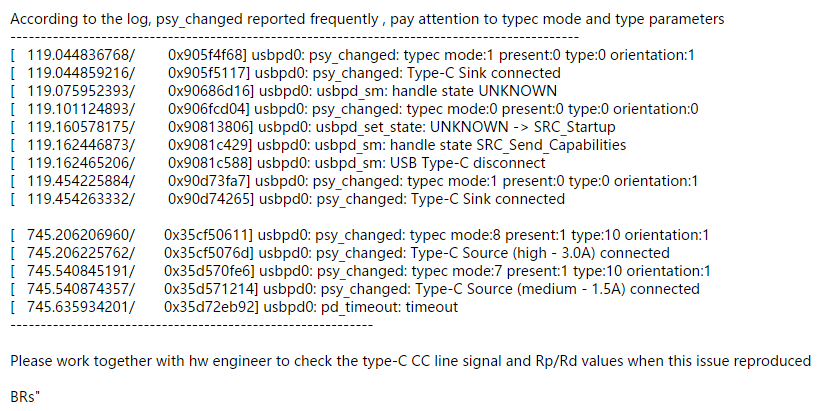 According to the log, psy_changed reported frequently , pay attention to typec mode and type parameters
-----------------------------------------------------------------------------------------------
[   119.044836768/        0x905f4f68] usbpd0: psy_changed: typec mode:1 present:0 type:0 orientation:1
[   119.044859216/        0x905f5117] usbpd0: psy_changed: Type-C Sink connected
[   119.075952393/        0x90686d16] usbpd0: usbpd_sm: handle state UNKNOWN
[   119.101124893/        0x906fcd04] usbpd0: psy_changed: typec mode:0 present:0 type:0 orientation:0
[   119.160578175/        0x90813806] usbpd0: usbpd_set_state: UNKNOWN -> SRC_Startup
[   119.162446873/        0x9081c429] usbpd0: usbpd_sm: handle state SRC_Send_Capabilities
[   119.162465206/        0x9081c588] usbpd0: usbpd_sm: USB Type-C disconnect
[   119.454225884/        0x90d73fa7] usbpd0: psy_changed: typec mode:1 present:0 type:0 orientation:1
[   119.454263332/        0x90d74265] usbpd0: psy_changed: Type-C Sink connected
[   745.206206960/       0x35cf50611] usbpd0: psy_changed: typec mode:8 present:1 type:10 orientation:1
[   745.206225762/       0x35cf5076d] usbpd0: psy_changed: Type-C Source (high - 3.0A) connected
[   745.540845191/       0x35d570fe6] usbpd0: psy_changed: typec mode:7 present:1 type:10 orientation:1
[   745.540874357/       0x35d571214] usbpd0: psy_changed: Type-C Source (medium - 1.5A) connected
[   745.635934201/       0x35d72eb92] usbpd0: pd_timeout: timeout
------------------------------------------------------------
Please work together with hw engineer to check the type-C CC line signal and Rp/Rd values when this issue reproduced
BRs"